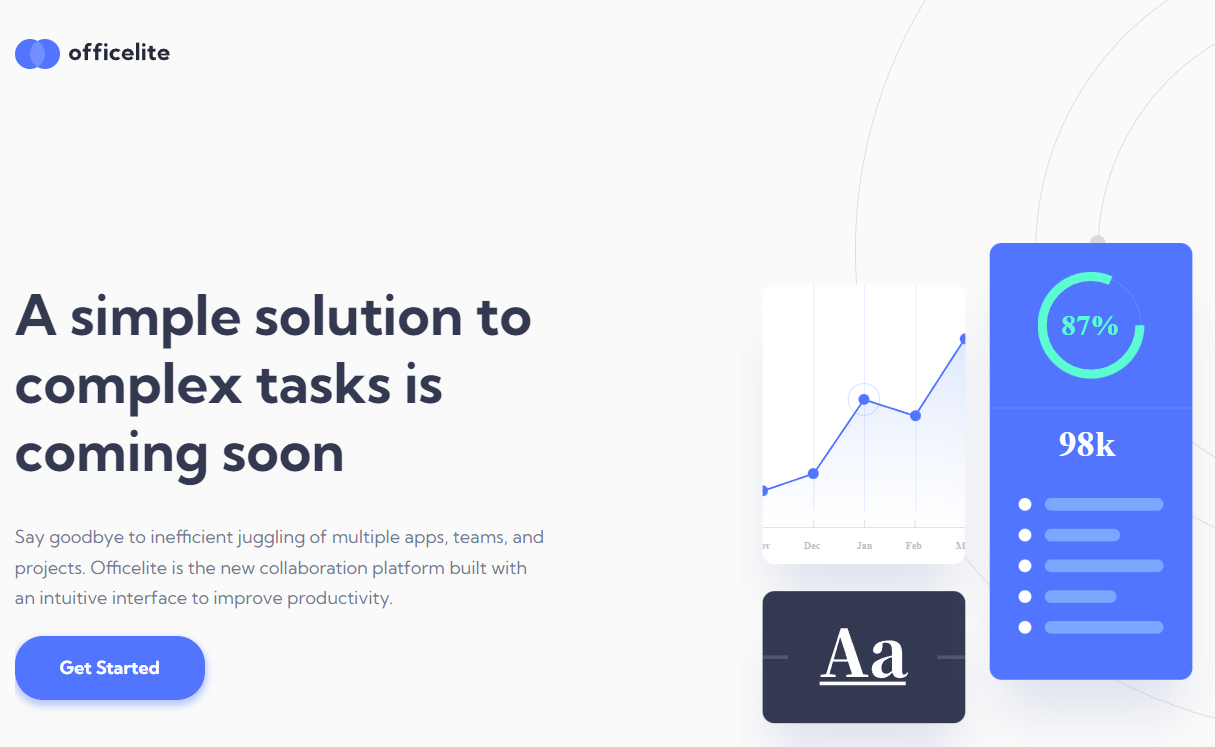 officelite
A simple solution to
complex tasks is
coming soon
Say goodbye to inefficient juggling of multiple apps, teams, and
projects. Officelite is the new collaboration platform built with
an intuitive interface to improve productivity.
Get Started
Dec Jan Feb
Aa
87%
98k